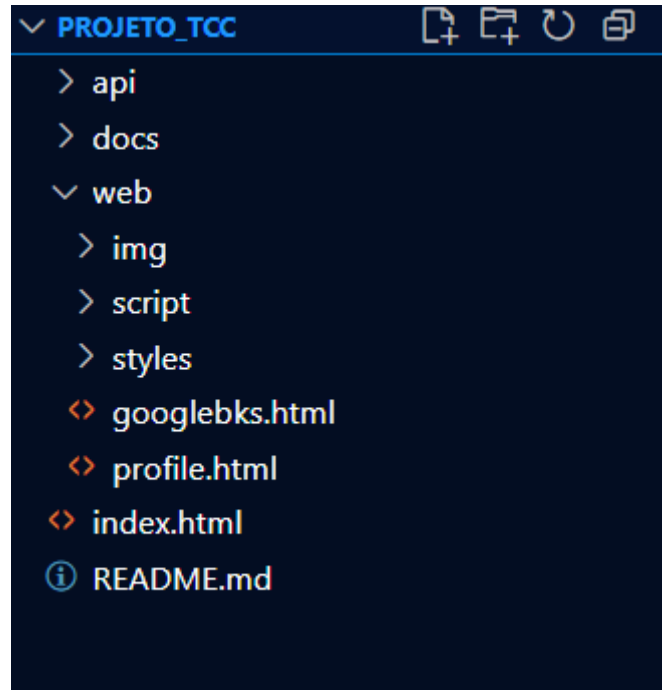 PROJETO_TCC
api
docs
web
img
script
styles
googlebks.html
profile.html
index.html
README.md